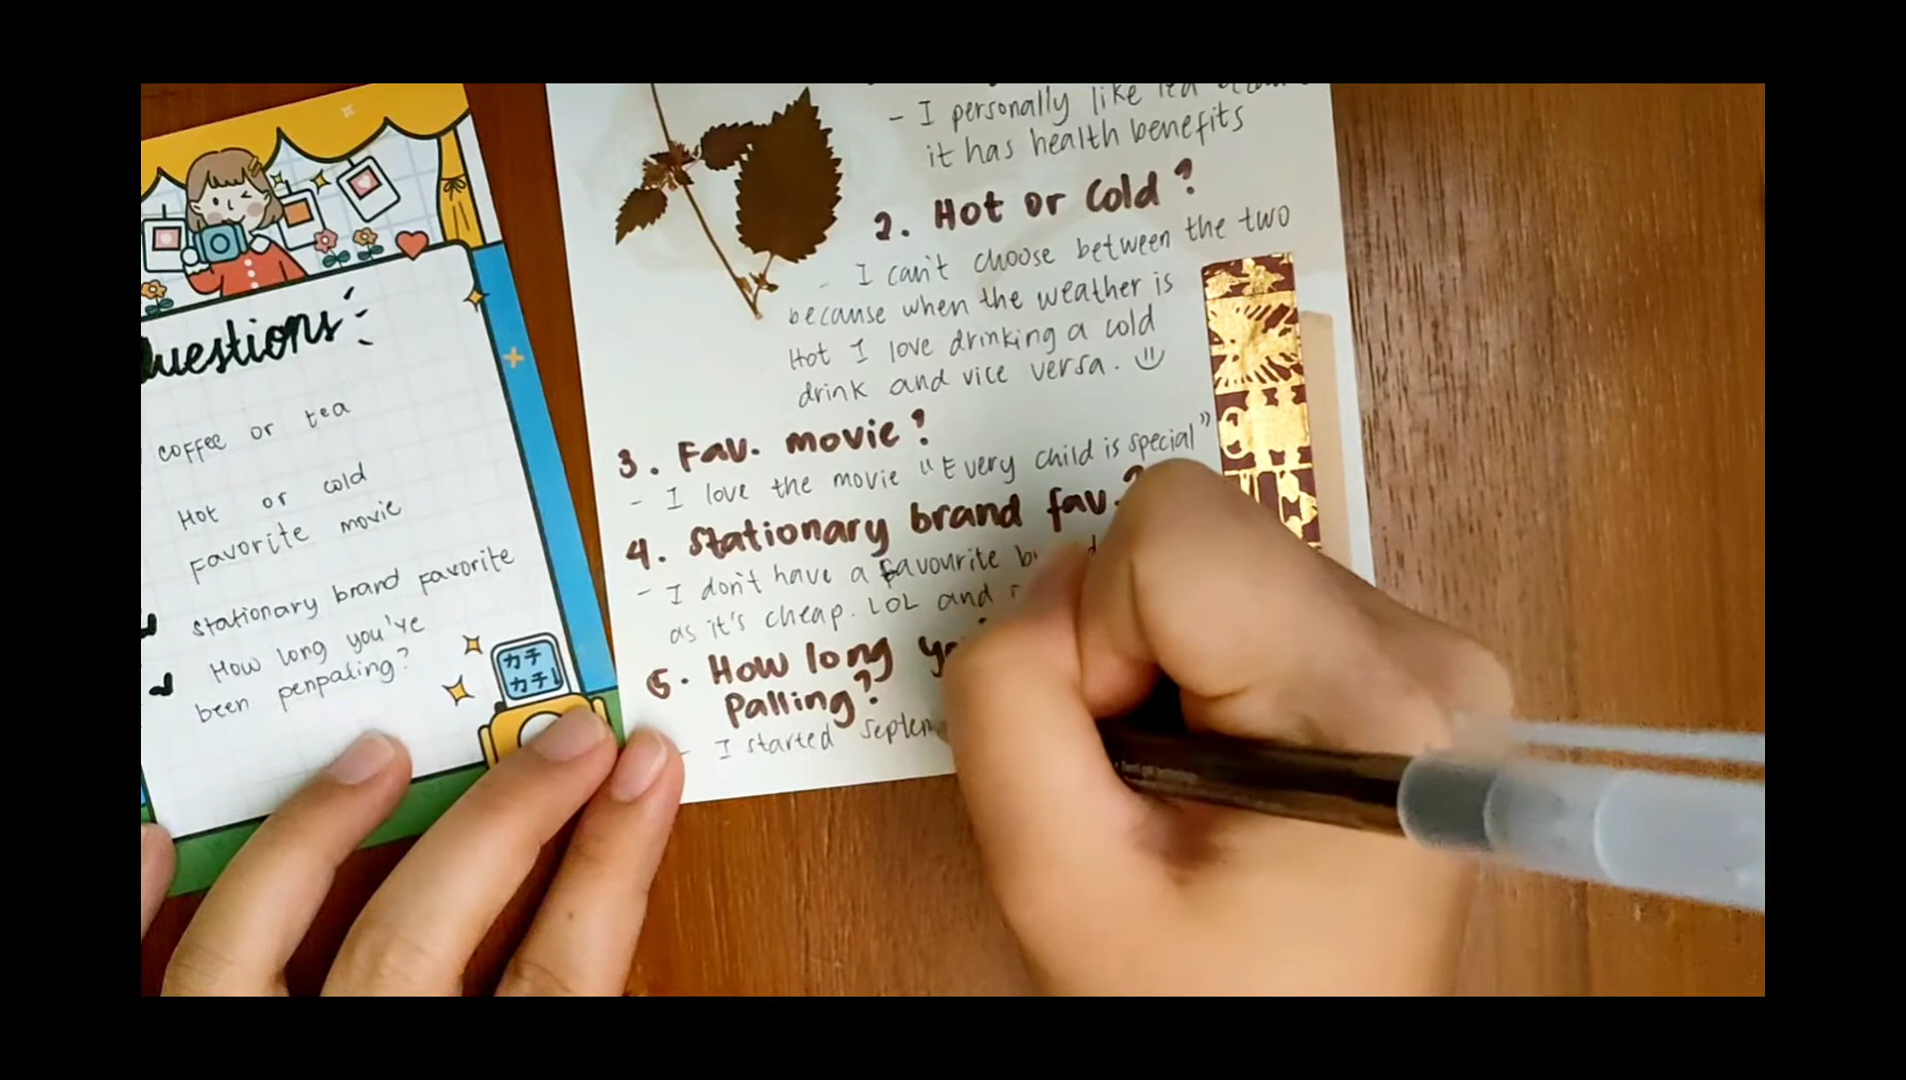 Questions
coffee or tea
Hot or cold
Favorite movie
stationary brand favorite
How long you've
been penpaling?
カチ
カチ!
- I personally like tea
it has health benefits
2. Hot or Cold?
- I can't choose between the two
because when the weather is
Hot I love drinking a cold
drink and vice versa.
3. Fav. movie?
- I love the movie "Every child is special"
4. Stationary brand fav.?
- I don't have a favourite
as it's cheap. LOL and
5. How long
Palling?
- I started